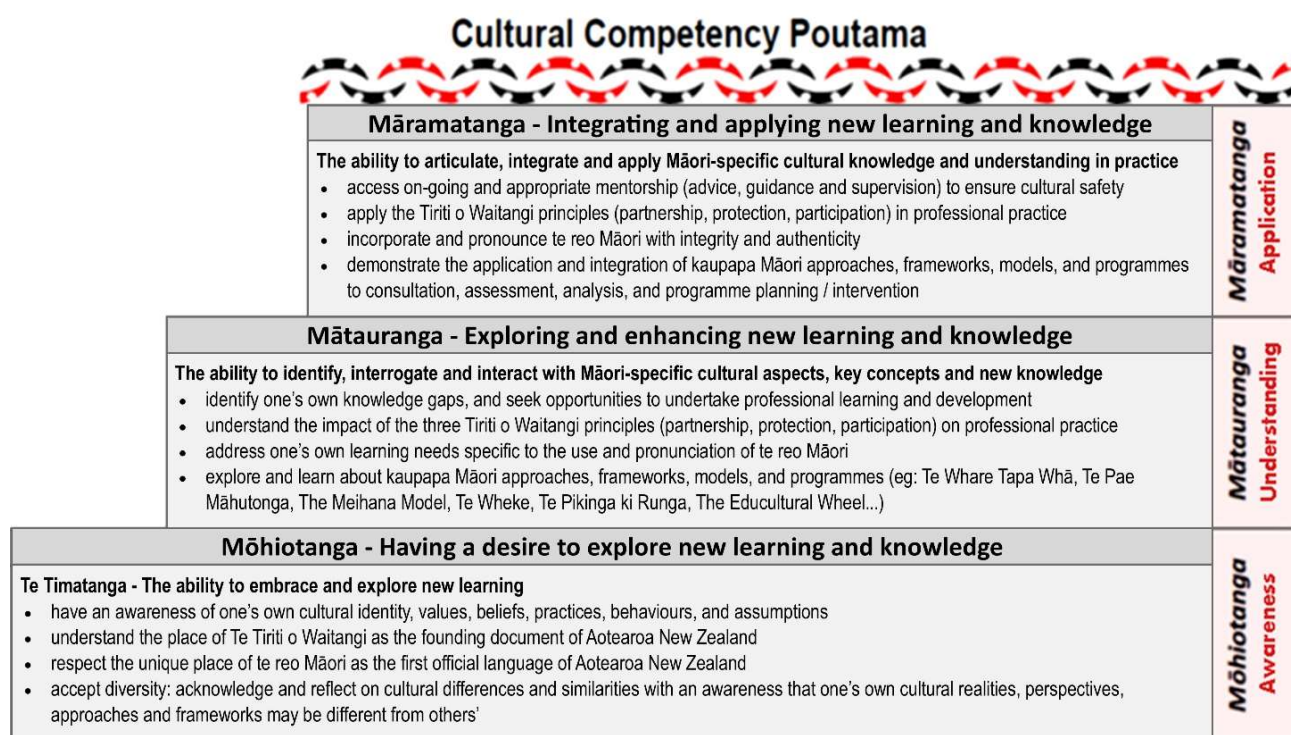 Cultural Competency Poutama
Māramatanga - Integrating and applying new learning and knowledge
The ability to articulate, integrate and apply Māori-specific cultural knowledge and understanding in practice
• access on-going and appropriate mentorship (advice, guidance and supervision) to ensure cultural safety
• apply the Tiriti o Waitangi principles (partnership, protection, participation) in professional practice
• incorporate and pronounce te reo Māori with integrity and authenticity
• demonstrate the application and integration of kaupapa Māori approaches, frameworks, models, and programmes
to consultation, assessment, analysis, and programme planning / intervention
Māramatanga
Application
Mātauranga - Exploring and enhancing new learning and knowledge
The ability to identify, interrogate and interact with Māori-specific cultural aspects, key concepts and new knowledge
• identify one's own knowledge gaps, and seek opportunities to undertake professional learning and development
• understand the impact of the three Tiriti o Waitangi principles (partnership, protection, participation) on professional practice
• address one's own learning needs specific to the use and pronunciation of te reo Māori
• explore and learn about kaupapa Māori approaches, frameworks, models, and programmes (eg: Te Whare Tapa Whā, Te Pae
Māhutonga, The Meihana Model, Te Wheke, Te Pikinga ki Runga, The Educultural Wheel...)
Mātauranga
Understanding
Mōhiotanga - Having a desire to explore new learning and knowledge
Te Timatanga - The ability to embrace and explore new learning
• have an awareness of one's own cultural identity, values, beliefs, practices, behaviours, and assumptions
• understand the place of Te Tiriti o Waitangi as the founding document of Aotearoa New Zealand
• respect the unique place of te reo Māori as the first official language of Aotearoa New Zealand
• accept diversity: acknowledge and reflect on cultural differences and similarities with an awareness that one's own cultural realities, perspectives,
approaches and frameworks may be different from others'
Mōhiotanga
Awareness